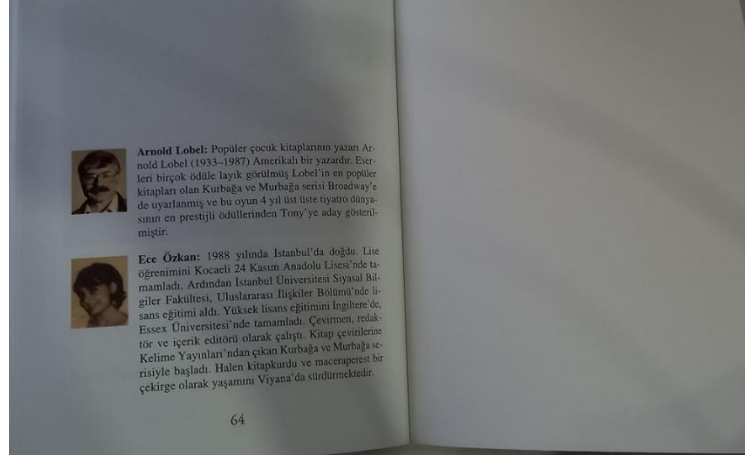 Arnold Lobel: Popüler çocuk kitaplarının yazarı Ar-
nold Lobel (1933–1987) Amerikalı bir yazardır. Eser-
leri birçok ödüle layık görülmüş Lobel'in en popüler
kitapları olan Kurbağa ve Murbağa serisi Broadway'e
de uyarlanmış ve bu oyun 4 yıl üst üste tiyatro dünya-
sının en prestijli ödüllerinden Tony'ye aday gösteril-
miştir.
Ece Özkan: 1988 yılında İstanbul'da doğdu. Lise
öğrenimini Kocaeli 24 Kasım Anadolu Lisesi'nde ta-
mamladı. Ardından İstanbul Üniversitesi Siyasal Bil-
giler Fakültesi, Uluslararası İlişkiler Bölümü'nde li-
sans eğitimi aldı. Yüksek lisans eğitimini İngiltere'de,
Essex Üniversitesi'nde tamamladı. Çevirmen, redak-
tör ve içerik editörü olarak çalıştı. Kitap çevirilerine
Kelime Yayınları'ndan çıkan Kurbağa ve Murbağa se-
risiyle başladı. Halen kitapkurdu ve maceraperest bir
çekirge olarak yaşamını Viyana'da sürdürmektedir.
64